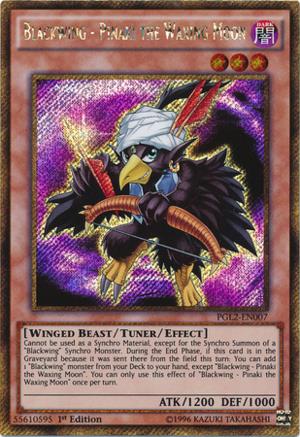 BLACKWING - PINAKI THE WAXING MOON
DARK
闇
PGL2-EN007
[WINGED BEAST/TUNER/EFFECT]
Cannot be used as Synchro Material, except for the Synchro Summon of a
"Blackwing" Synchro Monster. During the End Phase, if this card is in the
Graveyard because it was sent there from the field this turn: You can add
1 "Blackwing" monster from your Deck to your hand, except "Blackwing - Pinaki
the Waxing Moon". You can only use this effect of "Blackwing - Pinaki
the Waxing Moon" once per turn.
ATK/1200 DEF/1000
55610595 1st Edition ©1996 KAZUKI TAKAHASHI